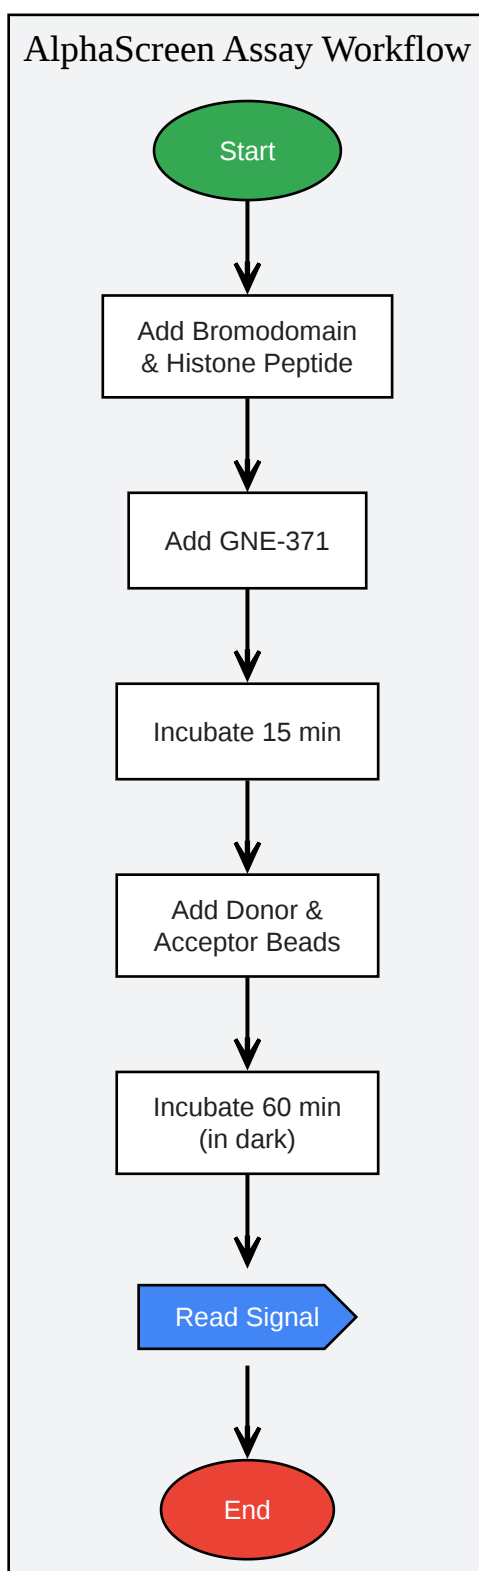 AlphaScreen Assay Workflow
Start
Add Bromodomain
& Histone Peptide
Add GNE-371
Incubate 15 min
Add Donor &
Acceptor Beads
Incubate 60 min
(in dark)
Read Signal
End